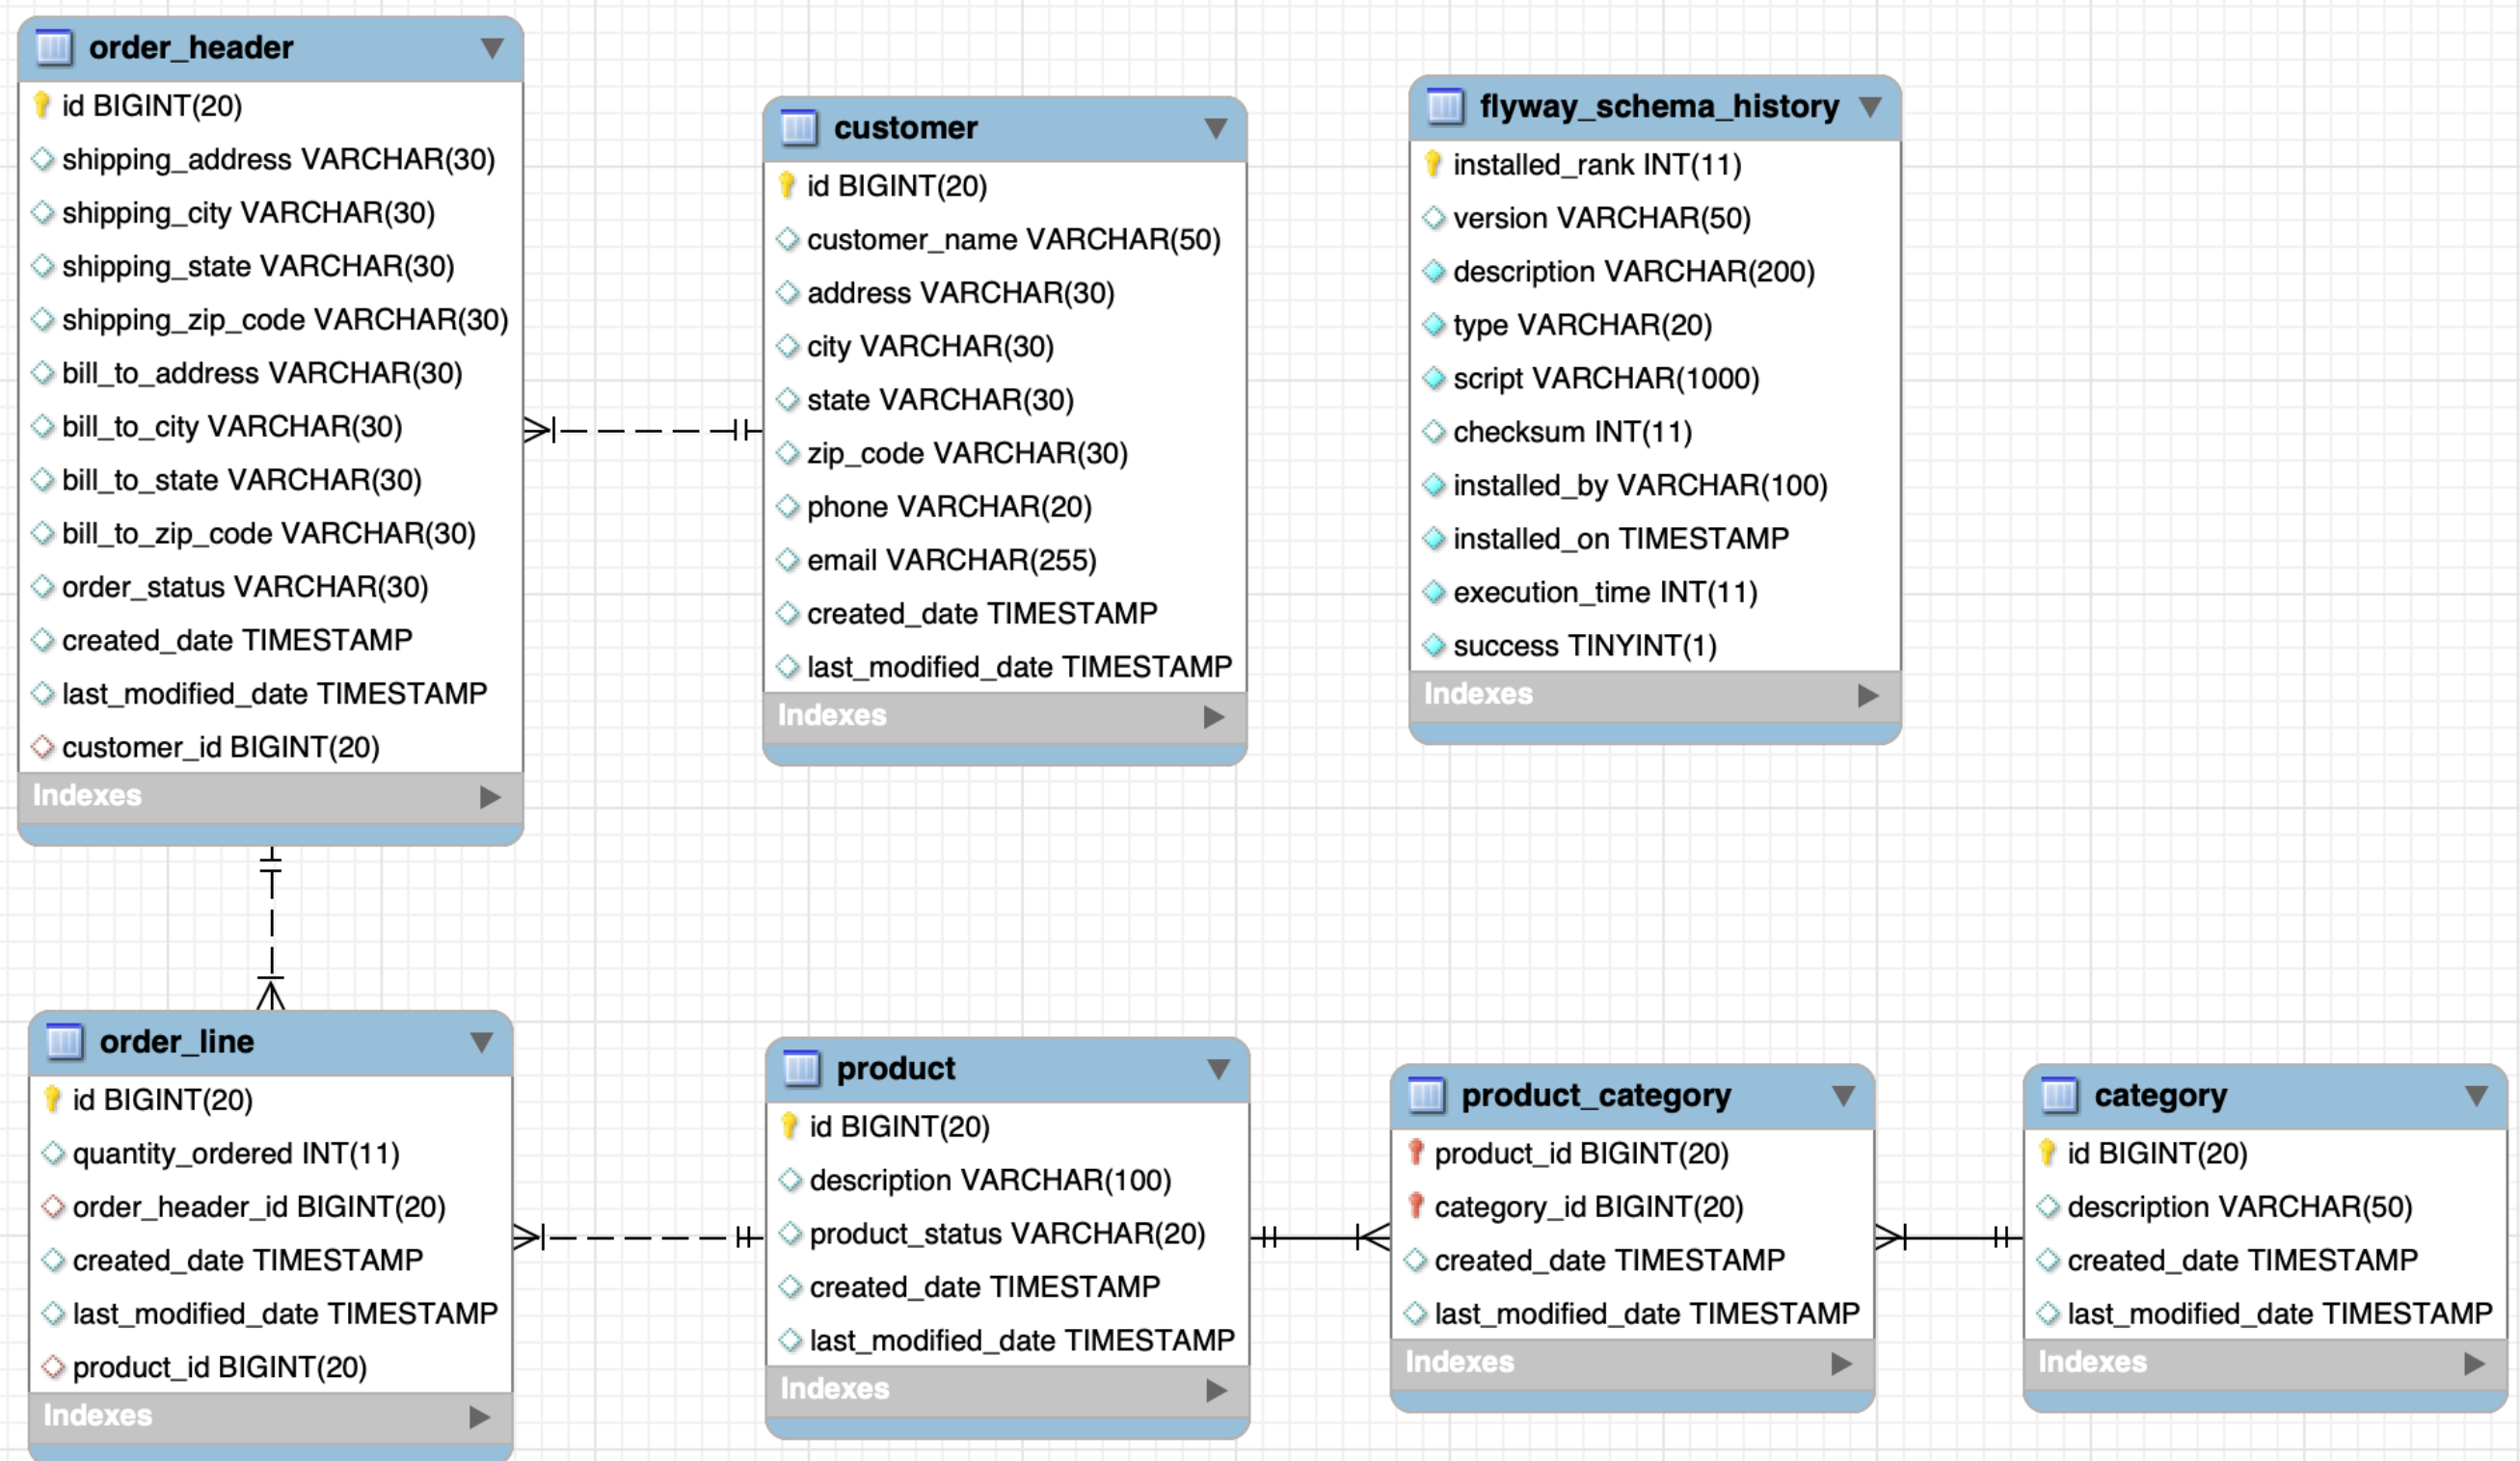 order_header
id BIGINT(20)
shipping_address VARCHAR(30)
shipping_city VARCHAR(30)
shipping_state VARCHAR(30)
shipping_zip_code VARCHAR(30)
bill_to_address VARCHAR(30)
bill_to_city VARCHAR(30)
bill_to_state VARCHAR(30)
bill_to_zip_code VARCHAR(30)
order_status VARCHAR(30)
created_date TIMESTAMP
last_modified_date TIMESTAMP
customer_id BIGINT(20)
Indexes
customer
id BIGINT(20)
customer_name VARCHAR(50)
address VARCHAR(30)
city VARCHAR(30)
state VARCHAR(30)
zip_code VARCHAR(30)
phone VARCHAR(20)
email VARCHAR(255)
created_date TIMESTAMP
last_modified_date TIMESTAMP
Indexes
flyway_schema_history
installed_rank INT(11)
version VARCHAR(50)
description VARCHAR(200)
type VARCHAR(20)
script VARCHAR(1000)
checksum INT(11)
installed_by VARCHAR(100)
installed_on TIMESTAMP
execution_time INT(11)
success TINYINT(1)
Indexes
order_line
id BIGINT(20)
quantity_ordered INT(11)
order_header_id BIGINT(20)
created_date TIMESTAMP
last_modified_date TIMESTAMP
product_id BIGINT(20)
Indexes
product
id BIGINT(20)
description VARCHAR(100)
product_status VARCHAR(20)
created_date TIMESTAMP
last_modified_date TIMESTAMP
Indexes
product_category
product_id BIGINT(20)
category_id BIGINT(20)
created_date TIMESTAMP
last_modified_date TIMESTAMP
Indexes
category
id BIGINT(20)
description VARCHAR(50)
created_date TIMESTAMP
last_modified_date TIMESTAMP
Indexes